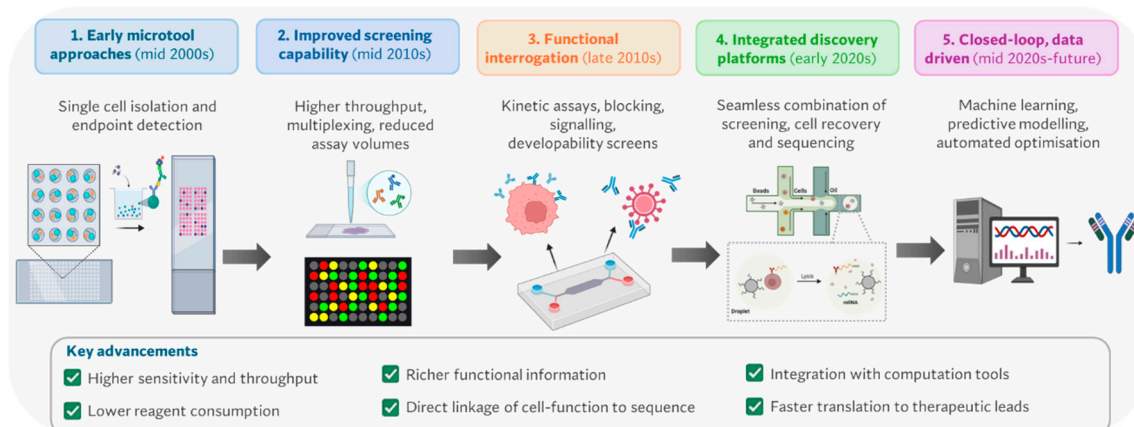 1. Early microtool
approaches (mid 2000s)
2. Improved screening
capability (mid 2010s)
3. Functional
interrogation (late 2010s)
4. Integrated discovery
platforms (early 2020s)
5. Closed-loop, data
driven (mid 2020s-future)
Single cell isolation and
endpoint detection
Higher throughput,
multiplexing, reduced
assay volumes
Kinetic assays, blocking,
signalling,
developability screens
Seamless combination of
screening, cell recovery
and sequencing
Machine learning,
predictive modelling,
automated optimisation
Beads
Cells
Oil
Lysis
mRNA
Droplet
Key advancements
Higher sensitivity and throughput
Lower reagent consumption
Richer functional information
Direct linkage of cell-function to sequence
Integration with computation tools
Faster translation to therapeutic leads